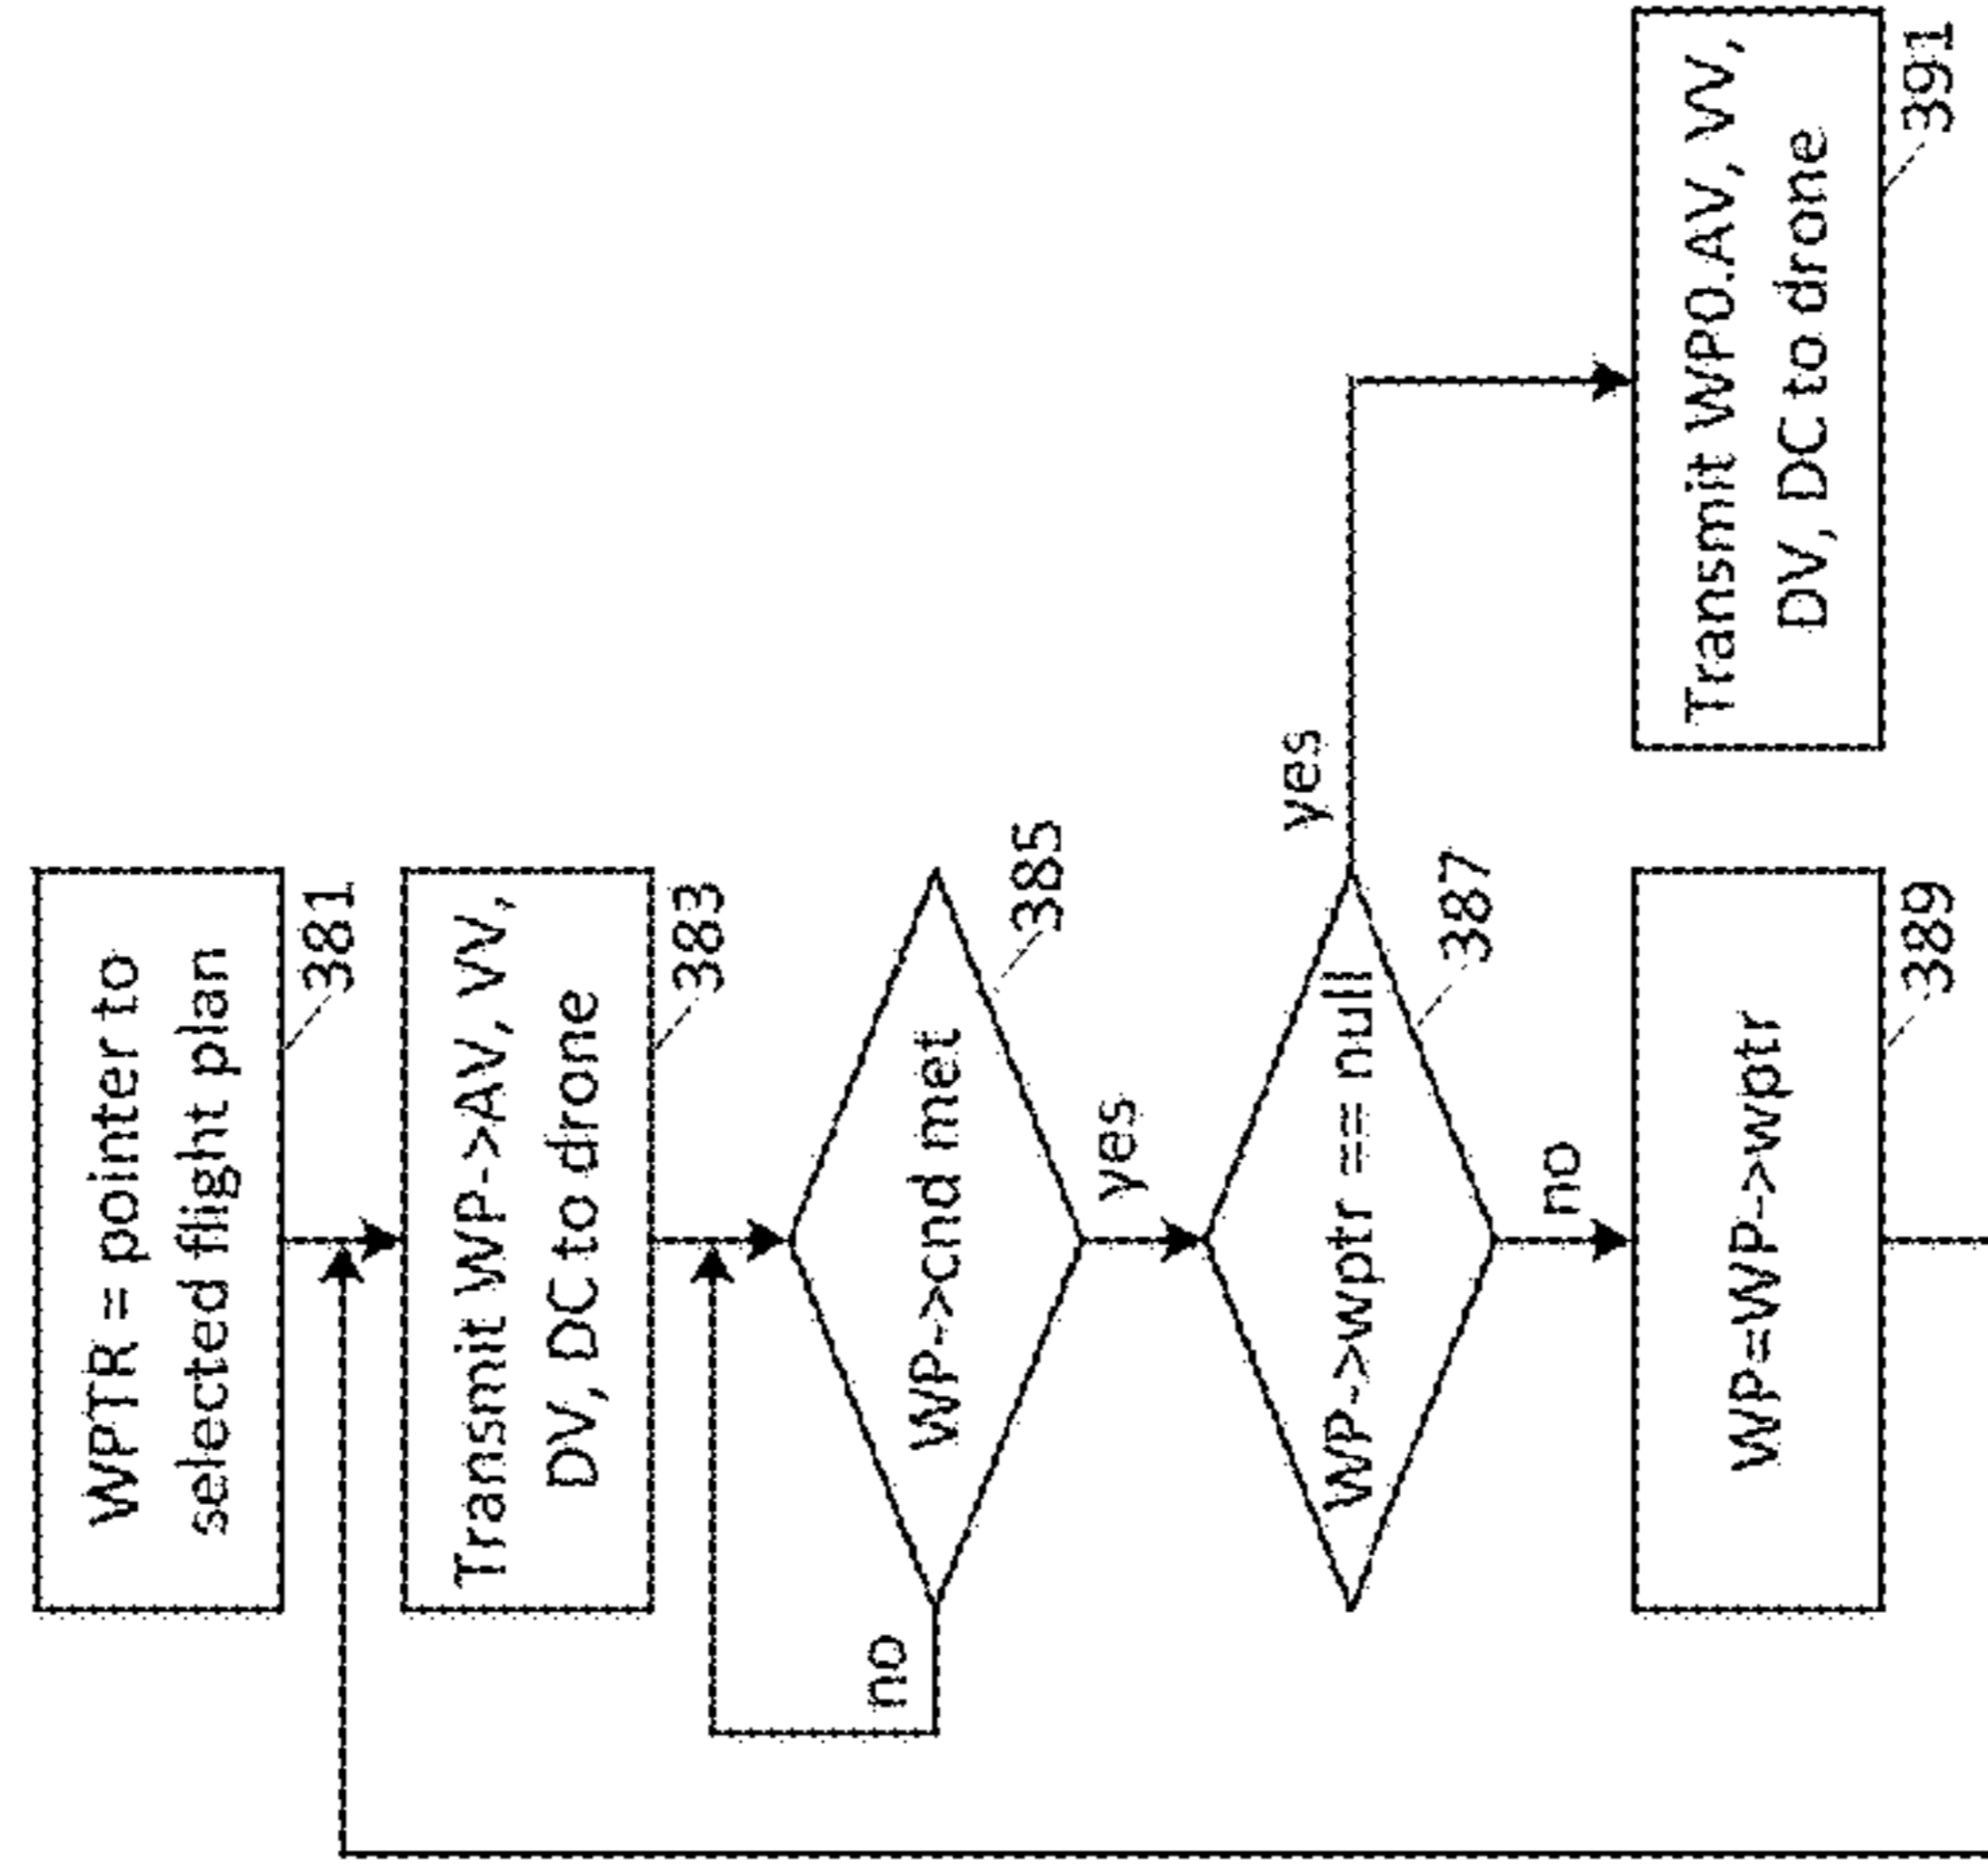 WPTR = pointer to
selected flight plan
381
Transmit WP->AV, VV,
DV, DC to drone
383
WP->cnd met
385
no
yes
WP->wptr == null
387
yes
no
WP=WP->wptr
389
Transmit WP0.AV, VV,
DV, DC to drone
391